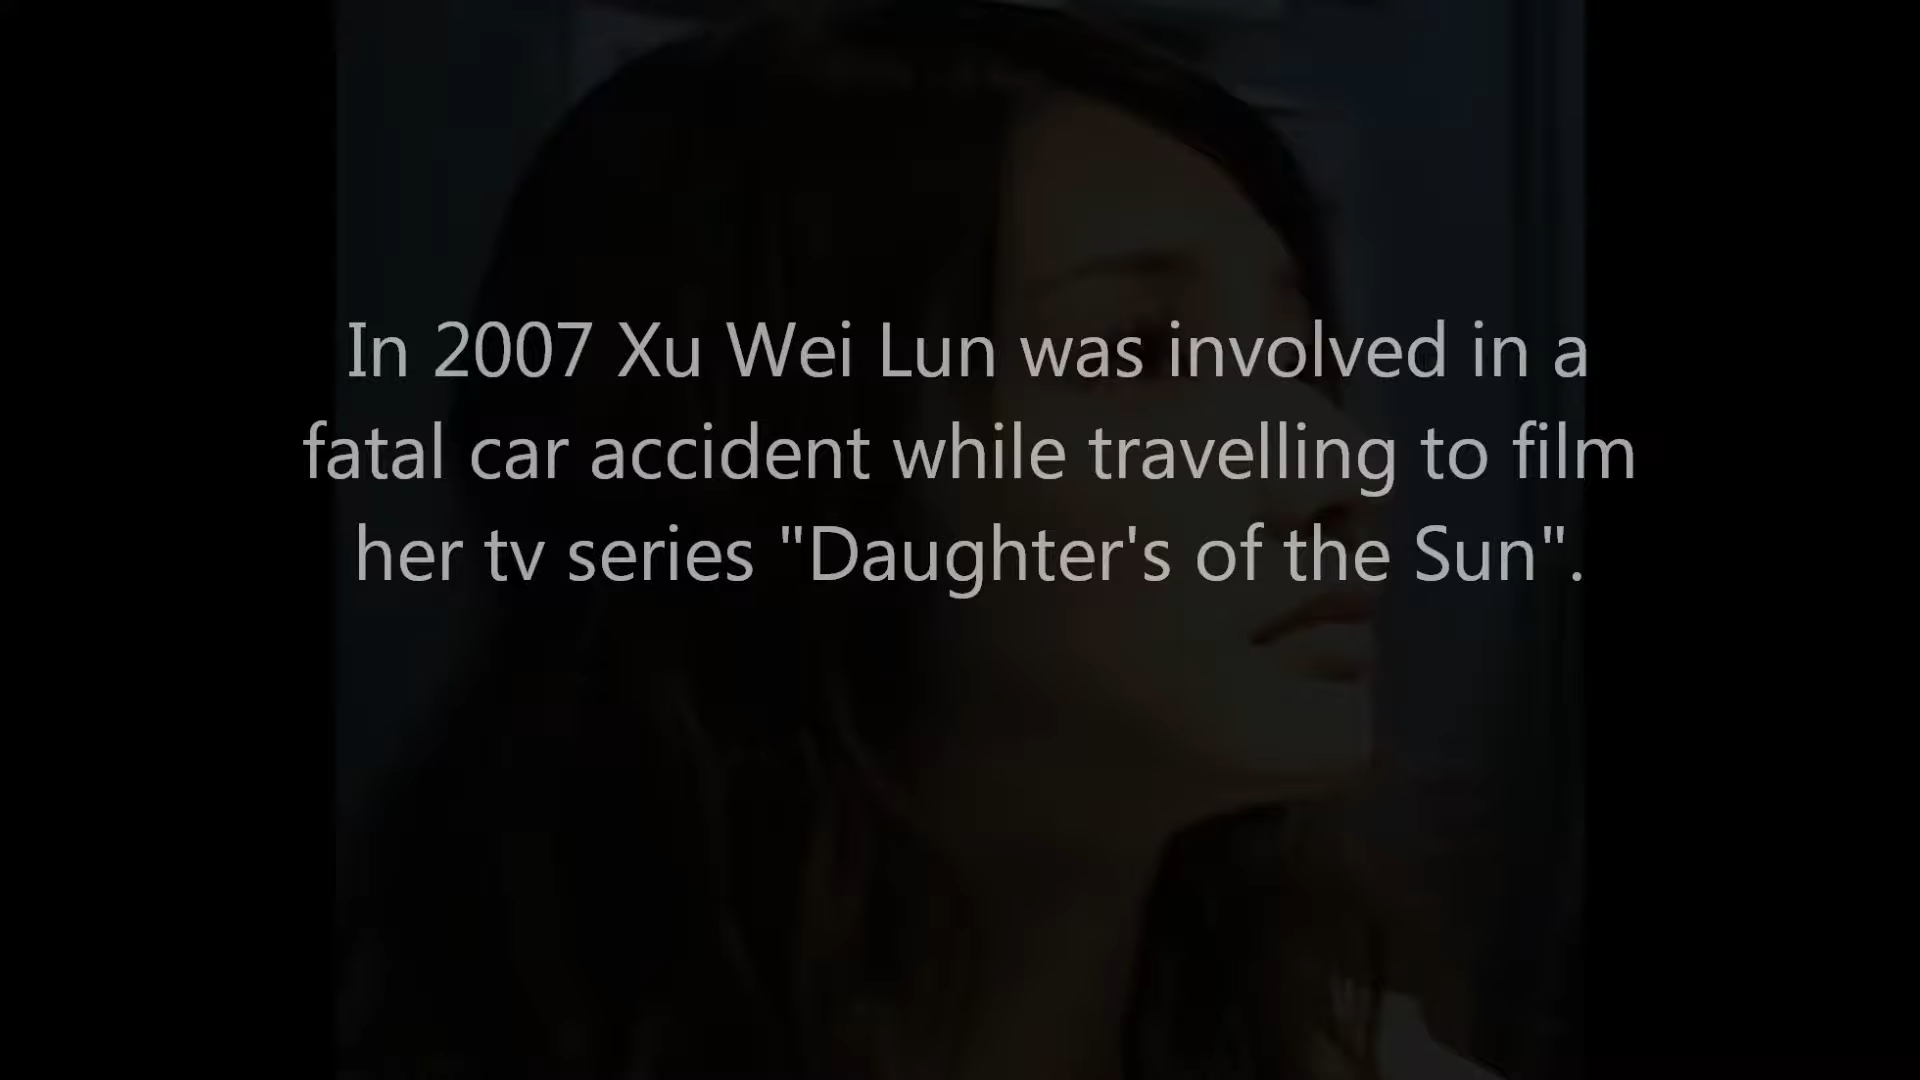 In 2007 Xu Wei Lun was involved in a
fatal car accident while travelling to film
her tv series "Daughter's of the Sun".